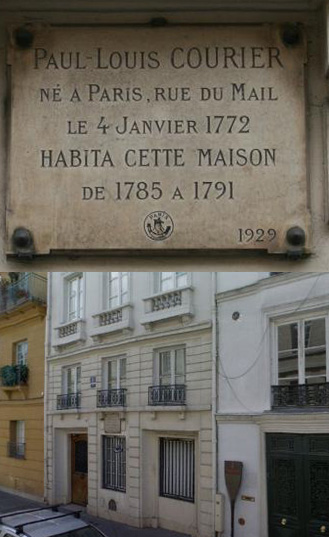 PAUL-LOUIS COURIER
NÉ A PARIS, RUE DU MAIL
LE 4 JANVIER 1772
HABITA CETTE MAISON
DE 1785 A 1791
PARIS
1929